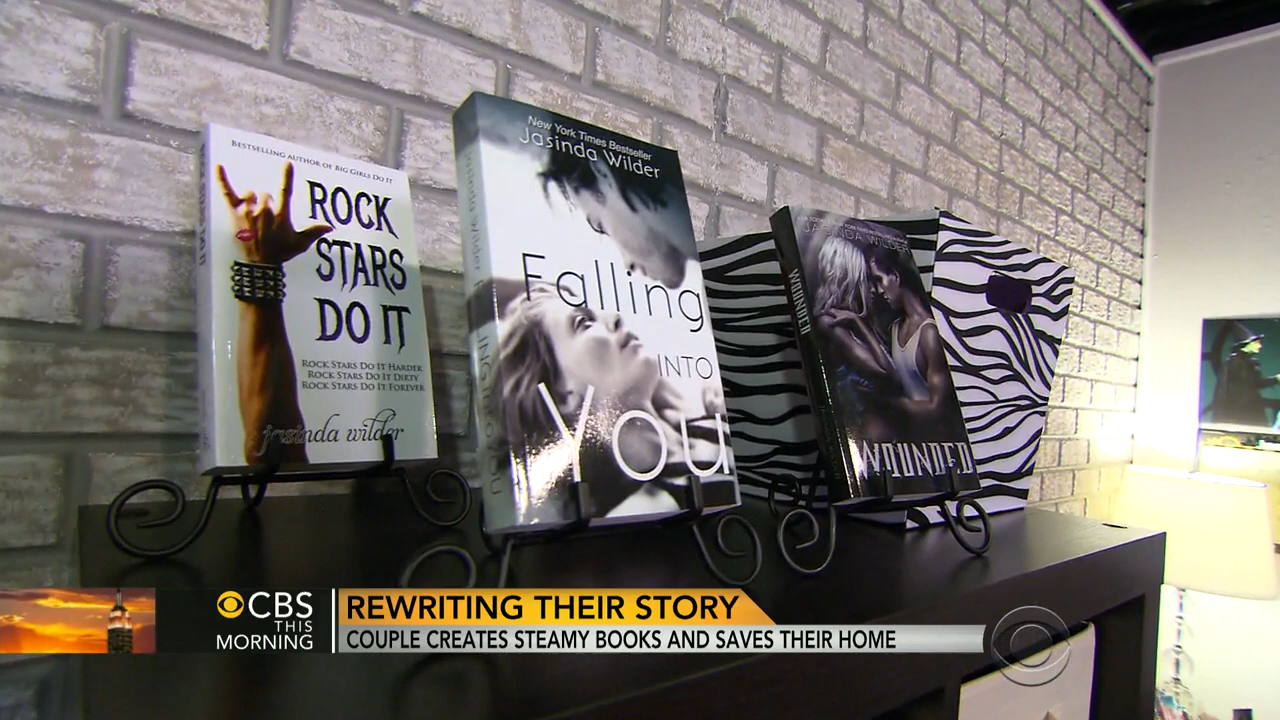 BESTSELLING AUTHOR OF BIG GIRLS DO IT
ROCK
STARS
DO IT
ROCK STARS DO IT HARDER
ROCK STARS DO IT DIRTY
ROCK STARS DO IT FOREVER
jasinda wilder
New York Times Bestseller
Jasinda Wilder
Falling
INTO
You
JASINDA WILDER
WOUNDED
WOUNDED
CBS
THIS
MORNING
REWRITING THEIR STORY
COUPLE CREATES STEAMY BOOKS AND SAVES THEIR HOME